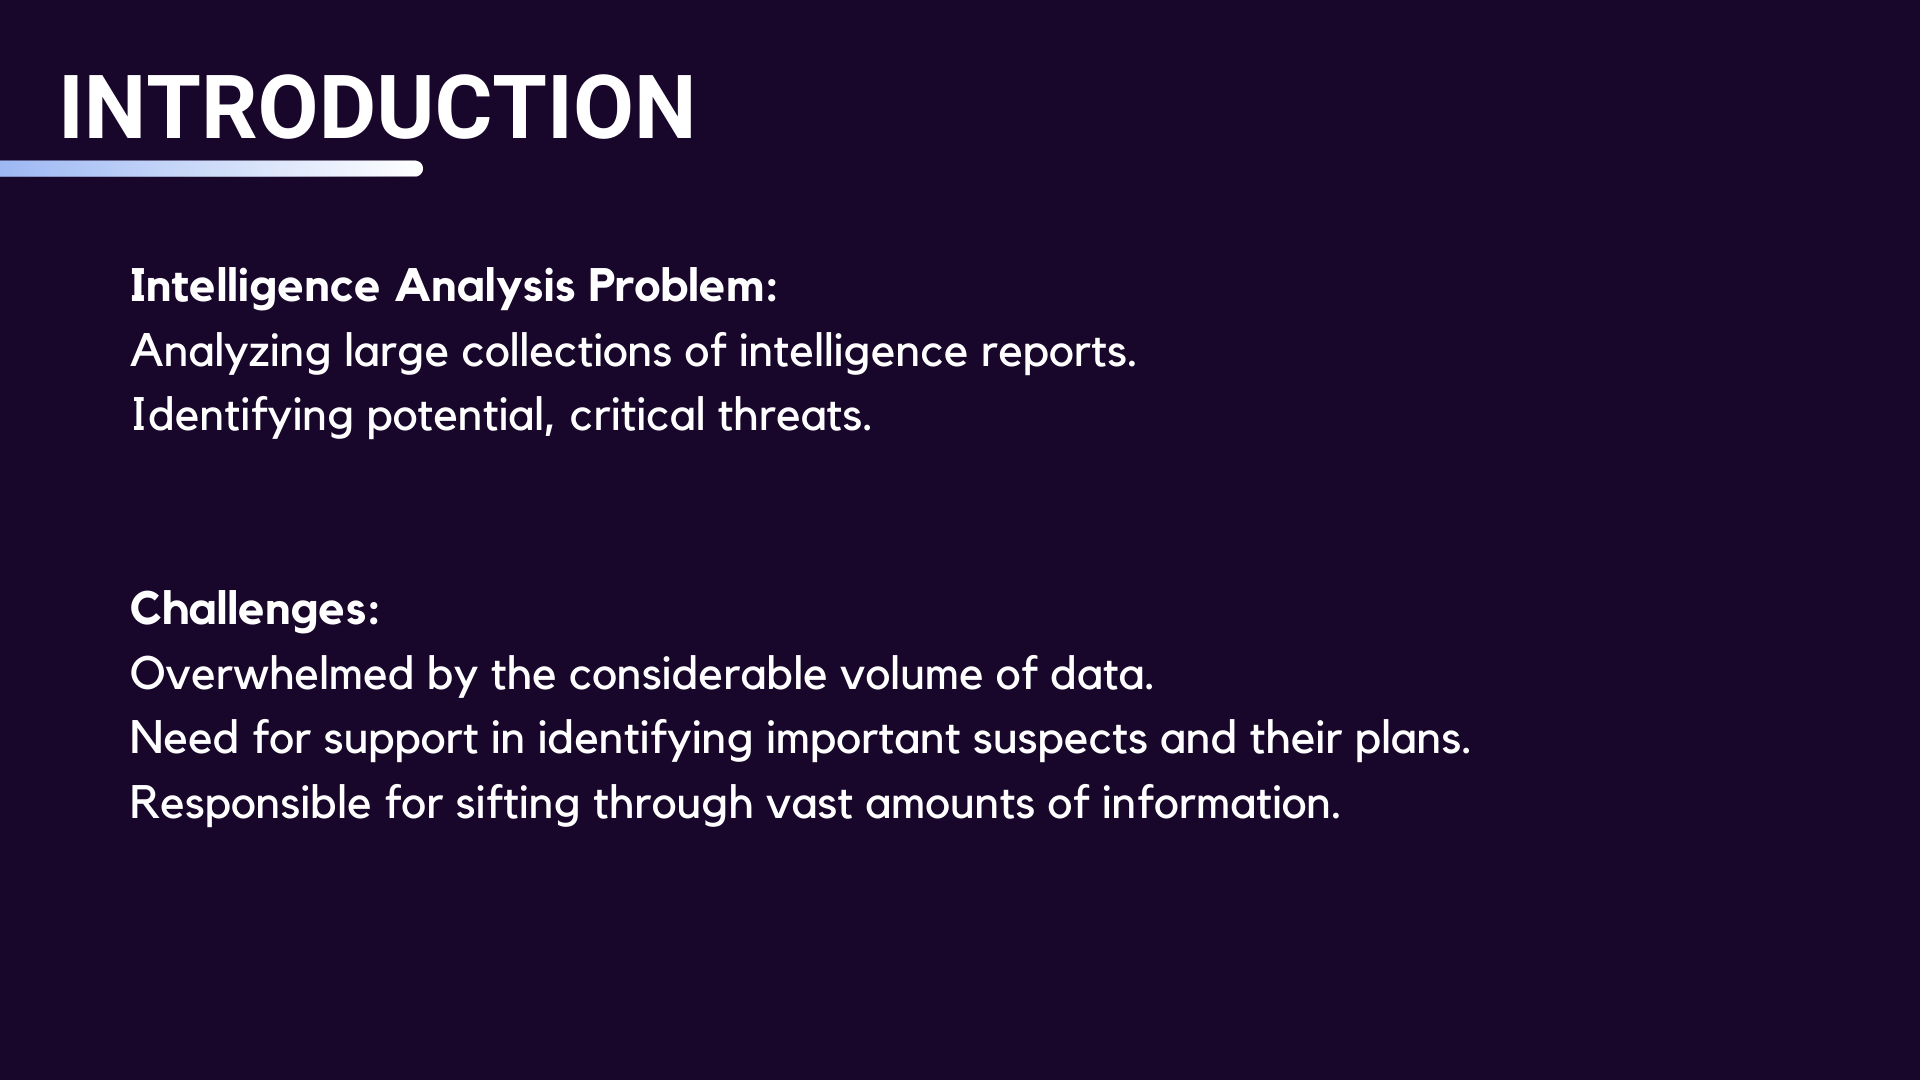 INTRODUCTION
Intelligence Analysis Problem:
Analyzing large collections of intelligence reports.
Identifying potential, critical threats.
Challenges:
Overwhelmed by the considerable volume of data.
Need for support in identifying important suspects and their plans.
Responsible for sifting through vast amounts of information.